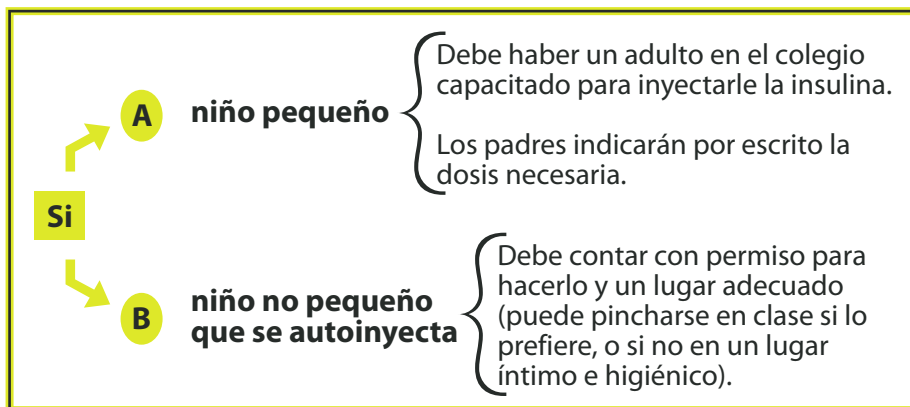 Si
A
niño pequeño
Debe haber un adulto en el colegio
capacitado para inyectarle la insulina.
Los padres indicarán por escrito la
dosis necesaria.
B
niño no pequeño
que se autoinyecta
Debe contar con permiso para
hacerlo y un lugar adecuado
(puede pincharse en clase si lo
prefiere, o si no en un lugar
íntimo e higiénico).